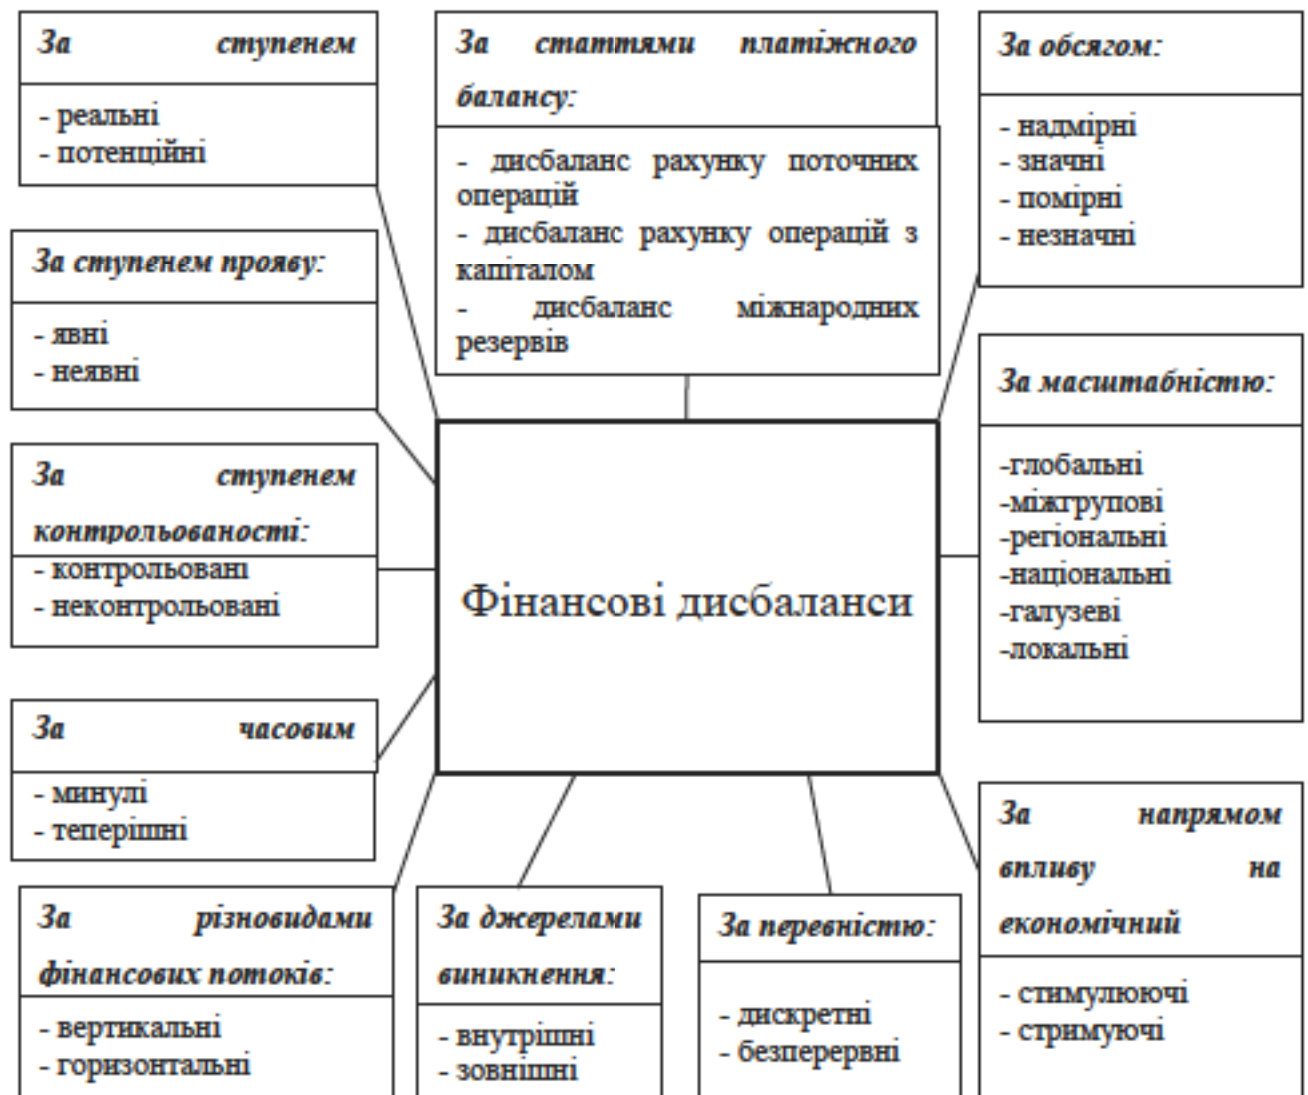 За ступенем
- реальні
- потенційні
За ступенем прояву:
- явні
- неявні
За ступенем
контрольованості:
- контрольовані
- неконтрольовані
За часовим
- минулі
- теперішні
За різновидами
фінансових потоків:
- вертикальні
- горизонтальні
За статтями платіжного
балансу:
- дисбаланс рахунку поточних
операцій
- дисбаланс рахунку операцій з
капіталом
- дисбаланс міжнародних
резервів
Фінансові дисбаланси
За джерелами
виникнення:
- внутрішні
- зовнішні
За перевністю:
- дискретні
- безперервні
За обсягом:
- надмірні
- значні
- помірні
- незначні
За масштабністю:
-глобальні
-міжгрупові
-регіональні
-національні
-галузеві
-локальні
За напрямом
впливу на
економічний
- стимулюючі
- стримуючі